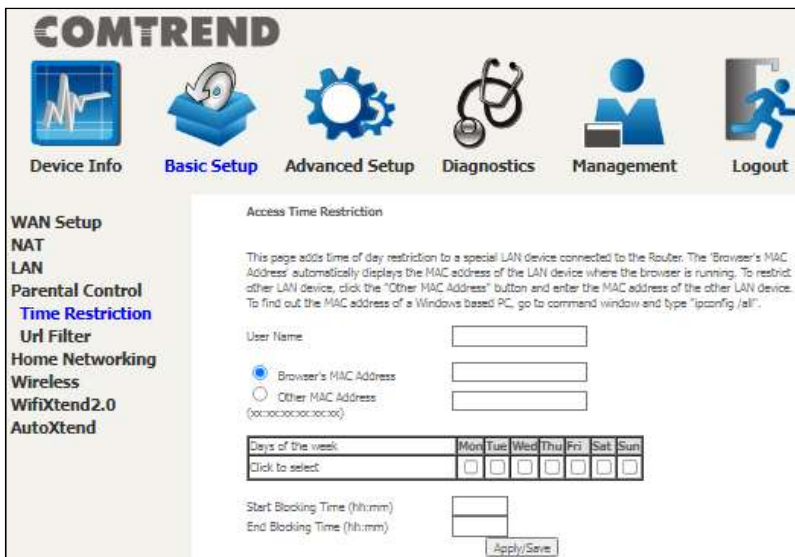 COMTREND
Device Info Basic Setup Advanced Setup Diagnostics Management Logout
WAN Setup
NAT
LAN
Parental Control
Time Restriction
Url Filter
Home Networking
Wireless
WifiXtend2.0
AutoXtend
Access Time Restriction
This page adds time of day restriction to a special LAN device connected to the Router. The 'Browser's MAC
Address' automatically displays the MAC address of the LAN device where the browser is running. To restrict
other LAN device, click the "Other MAC Address" button and enter the MAC address of the other LAN device.
To find out the MAC address of a Windows based PC, go to command window and type "ipconfig /all".
User Name
Browser's MAC Address
Other MAC Address
(xx:xx:xx:xx:xx:xx)
Days of the week Mon Tue Wed Thu Fri Sat Sun
Click to select
Start Blocking Time (hh:mm)
End Blocking Time (hh:mm)
Apply/Save